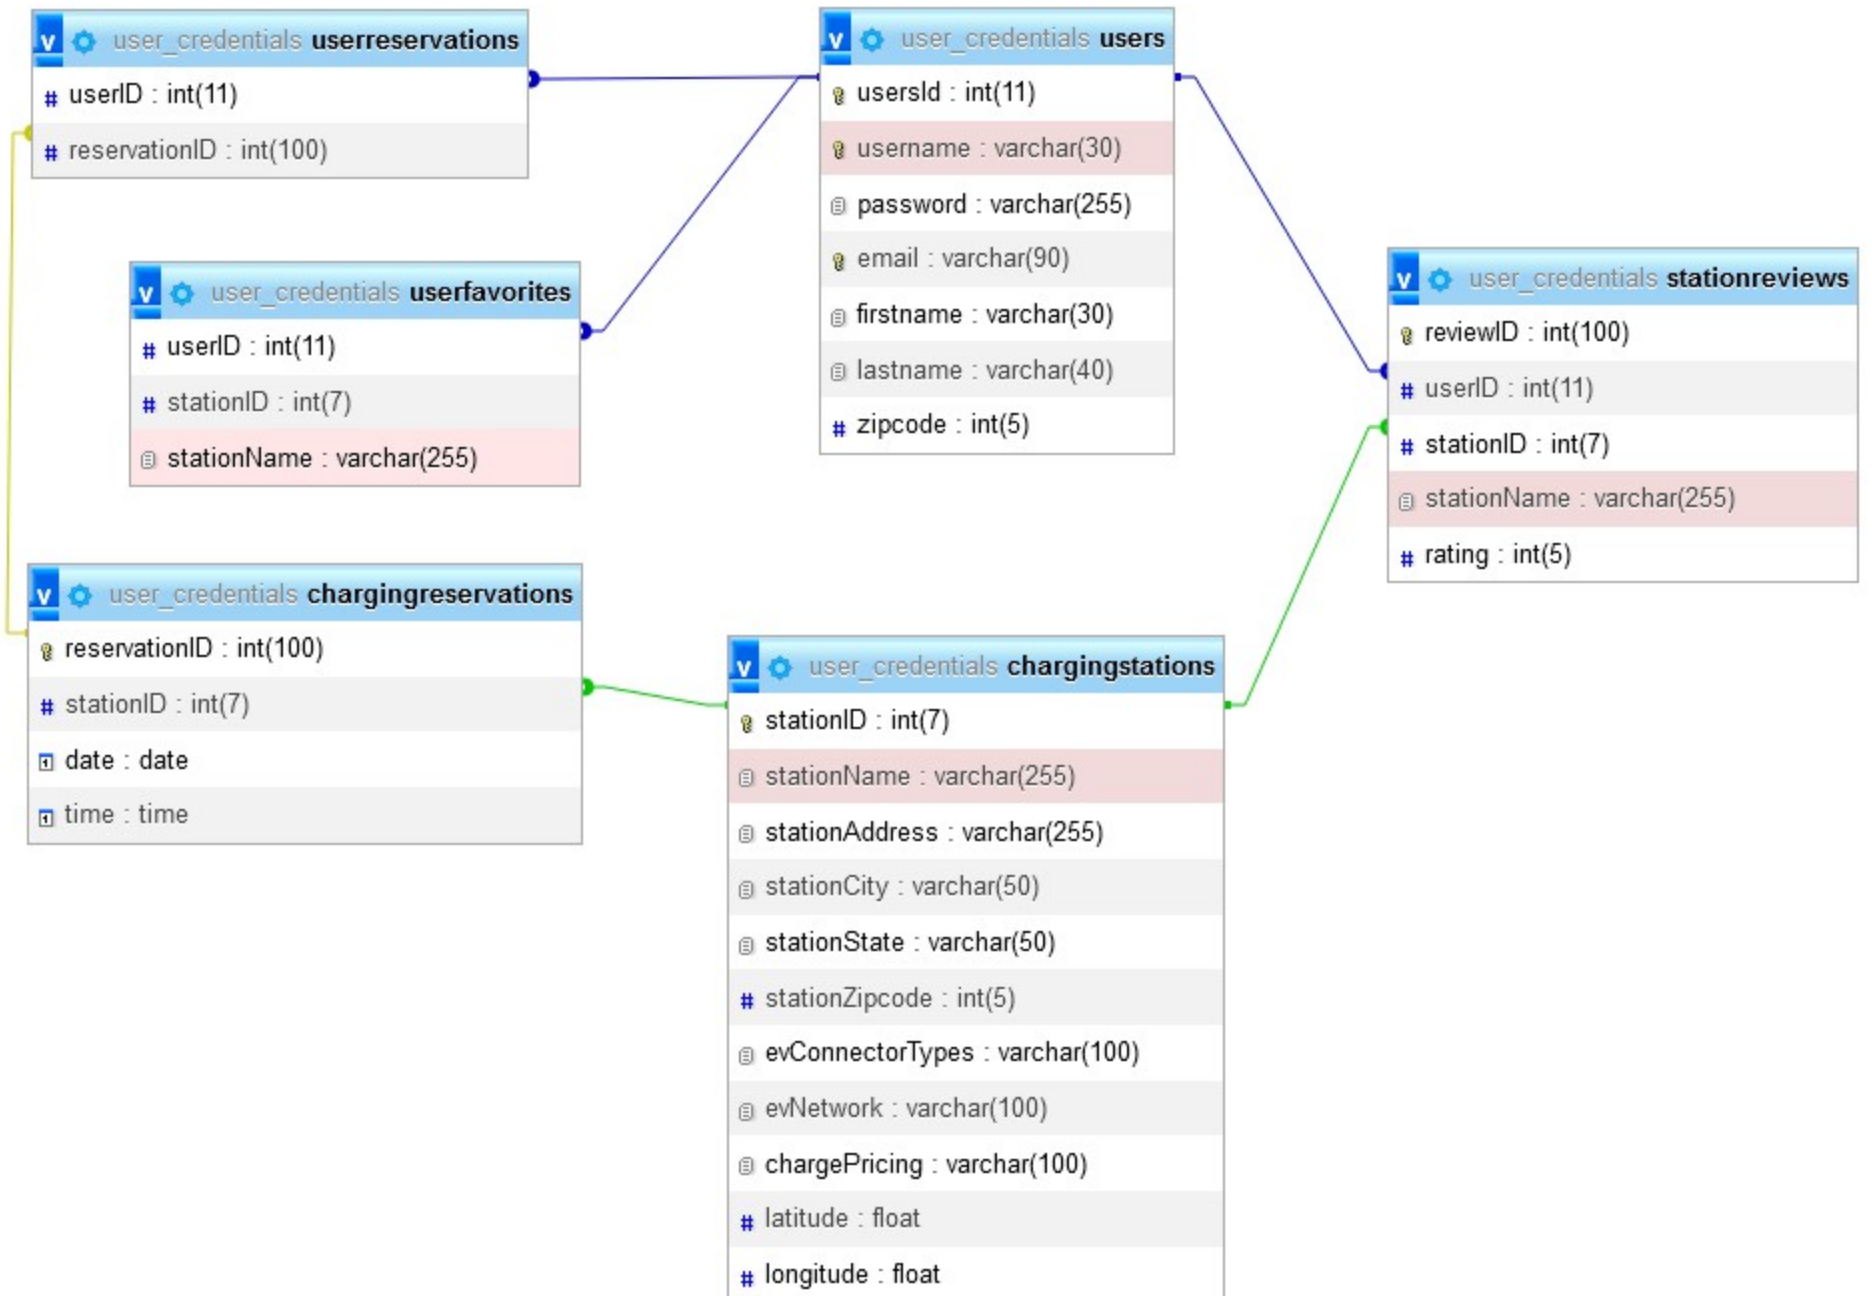 v user_credentials userreservations
# userID : int(11)
# reservationID : int(100)
v user_credentials users
usersId : int(11)
username : varchar(30)
password : varchar(255)
email : varchar(90)
firstname : varchar(30)
lastname : varchar(40)
# zipcode : int(5)
v user_credentials userfavorites
# userID : int(11)
# stationID : int(7)
stationName : varchar(255)
v user_credentials stationreviews
reviewID : int(100)
# userID : int(11)
# stationID : int(7)
stationName : varchar(255)
# rating : int(5)
v user_credentials chargingreservations
reservationID : int(100)
# stationID : int(7)
date : date
time : time
v user_credentials chargingstations
stationID : int(7)
stationName : varchar(255)
stationAddress : varchar(255)
stationCity : varchar(50)
stationState : varchar(50)
# stationZipcode : int(5)
evConnectorTypes : varchar(100)
evNetwork : varchar(100)
chargePricing : varchar(100)
# latitude : float
# longitude : float